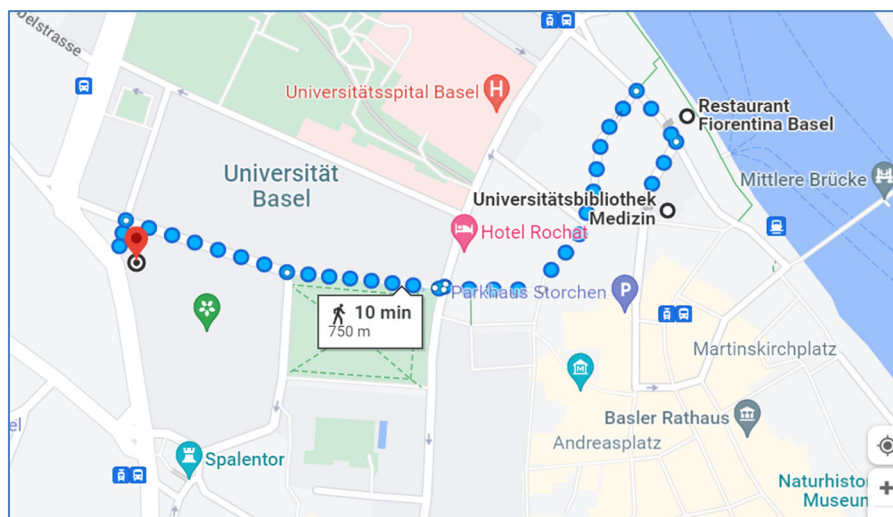 belstrasse
Universitätsspital Basel
H
Restaurant
Fiorentina Basel
Universität
Basel
Universitätsbibliothek
Medizin
Mittlere Brücke
Hotel Rochat
Parkhaus Storchen
P
10 min
750 m
Martinskirchplatz
Basler Rathaus
Andreasplatz
el
Spalentor
Naturhistor
Museum